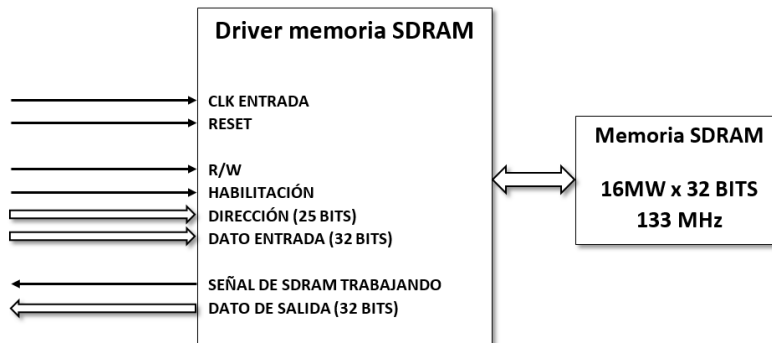 Driver memoria SDRAM
CLK ENTRADA
RESET
R/W
HABILITACIÓN
DIRECCIÓN (25 BITS)
DATO ENTRADA (32 BITS)
SEÑAL DE SDRAM TRABAJANDO
DATO DE SALIDA (32 BITS)
Memoria SDRAM
16MW x 32 BITS
133 MHz